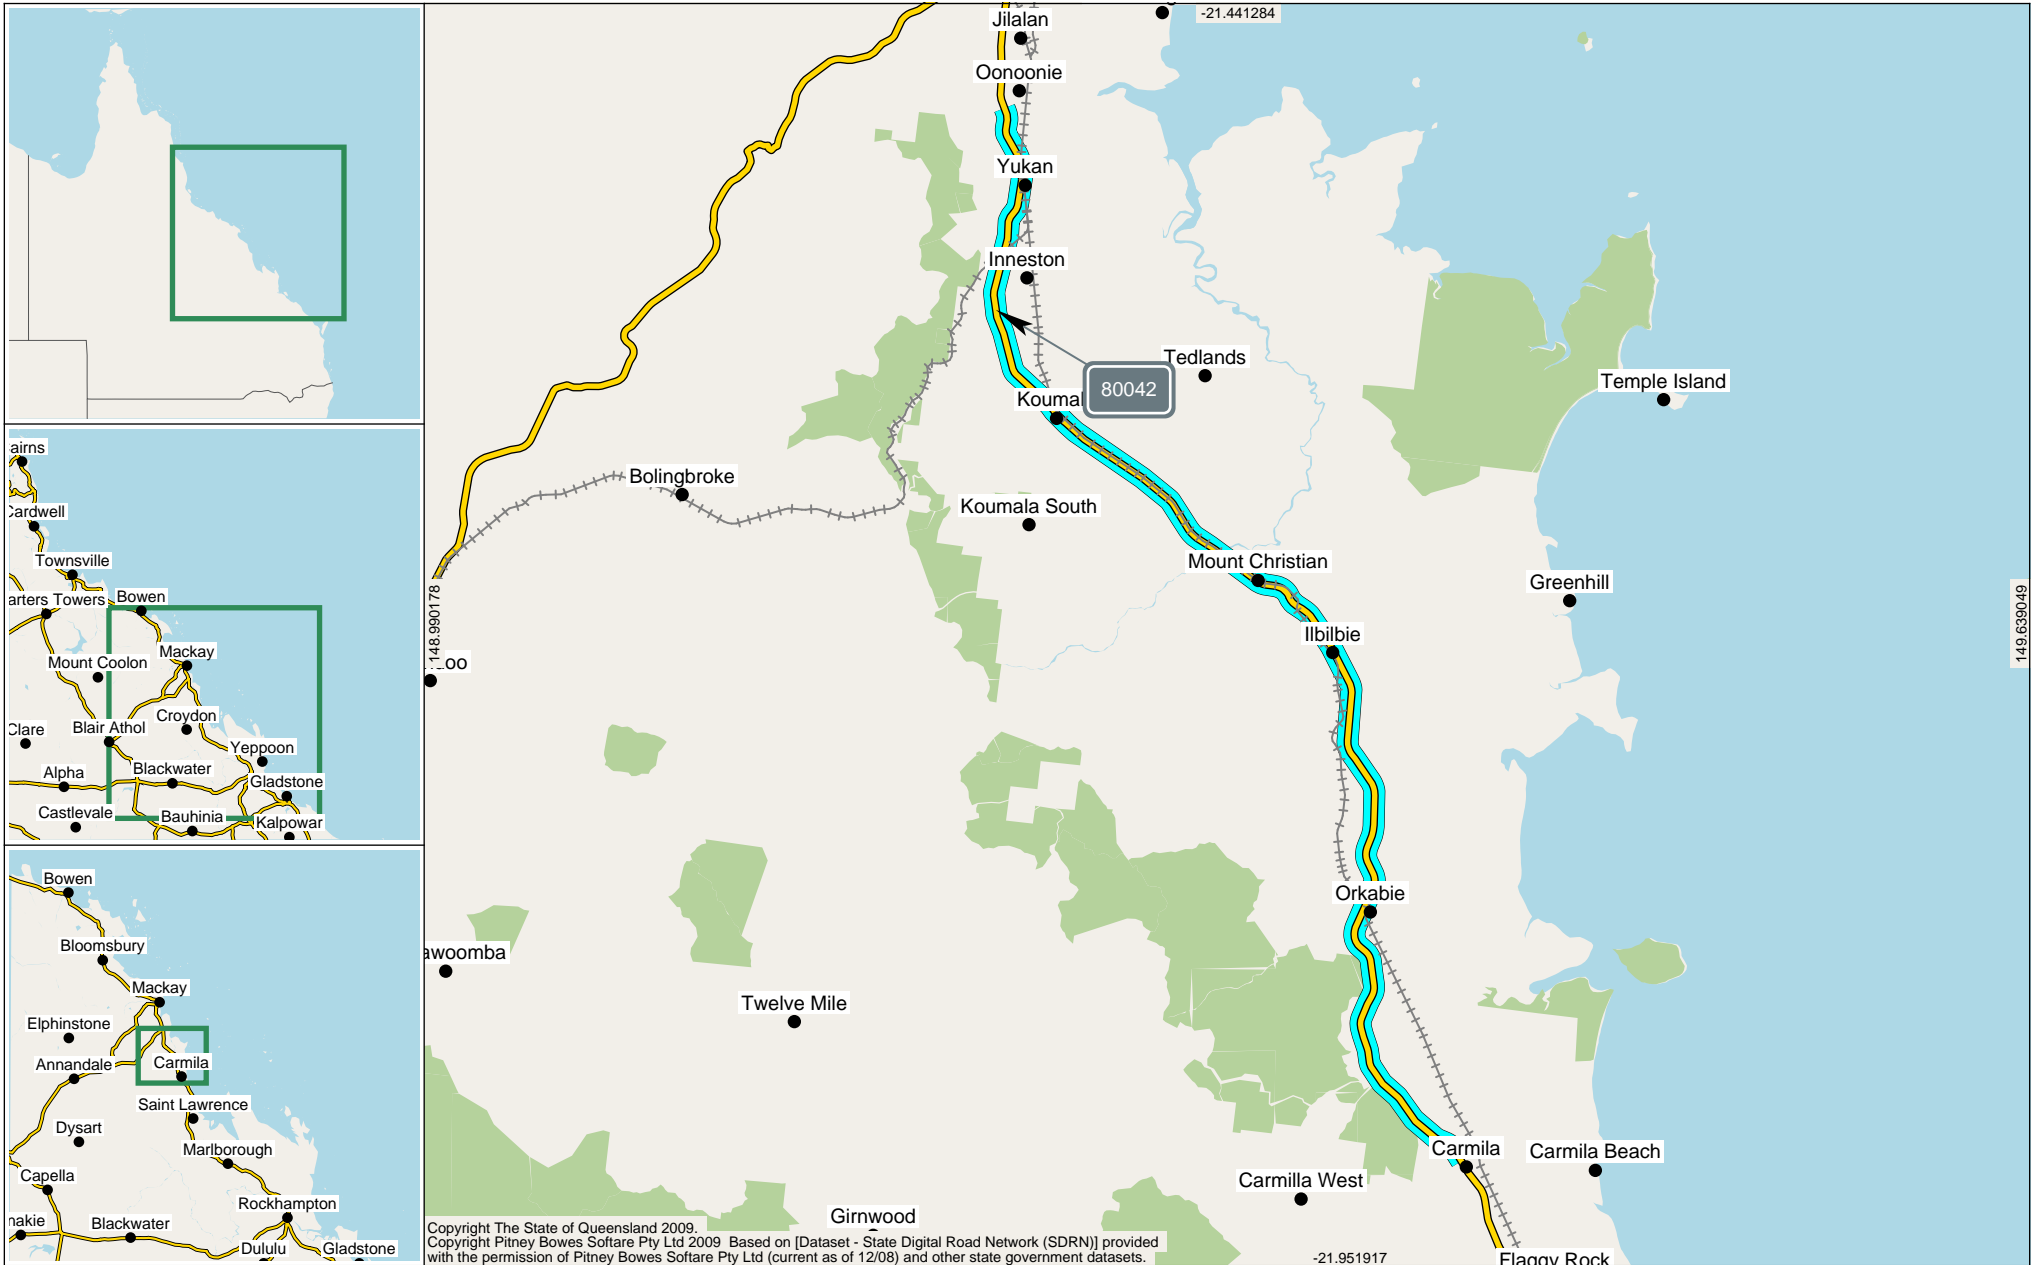 airns
Cardwell
Townsville
arters Towers
Bowen
Mount Coolon
Mackay
Clare
Blair Athol
Croydon
Yeppoon
Alpha
Blackwater
Gladstone
Castlevale
Bauhinia
Kalpowar
Bowen
Bloomsbury
Mackay
Elphinstone
Annandale
Carmila
Saint Lawrence
Dysart
Marlborough
Capella
Rockhampton
nakie
Blackwater
Dululu
Gladstone
-21.441284
Jilalan
Oonoonie
Yukan
Inneston
Tedlands
80042
Koumal
Temple Island
Bolingbroke
Koumala South
Mount Christian
Greenhill
148.990178
149.639049
Ilbilbie
Orkabie
awoomba
Twelve Mile
Carmila
Carmila Beach
Carmilla West
Girnwood
Flaggy Rock
-21.951917
Copyright The State of Queensland 2009.
Copyright Pitney Bowes Softare Pty Ltd 2009 Based on [Dataset - State Digital Road Network (SDRN)] provided
with the permission of Pitney Bowes Softare Pty Ltd (current as of 12/08) and other state government datasets.